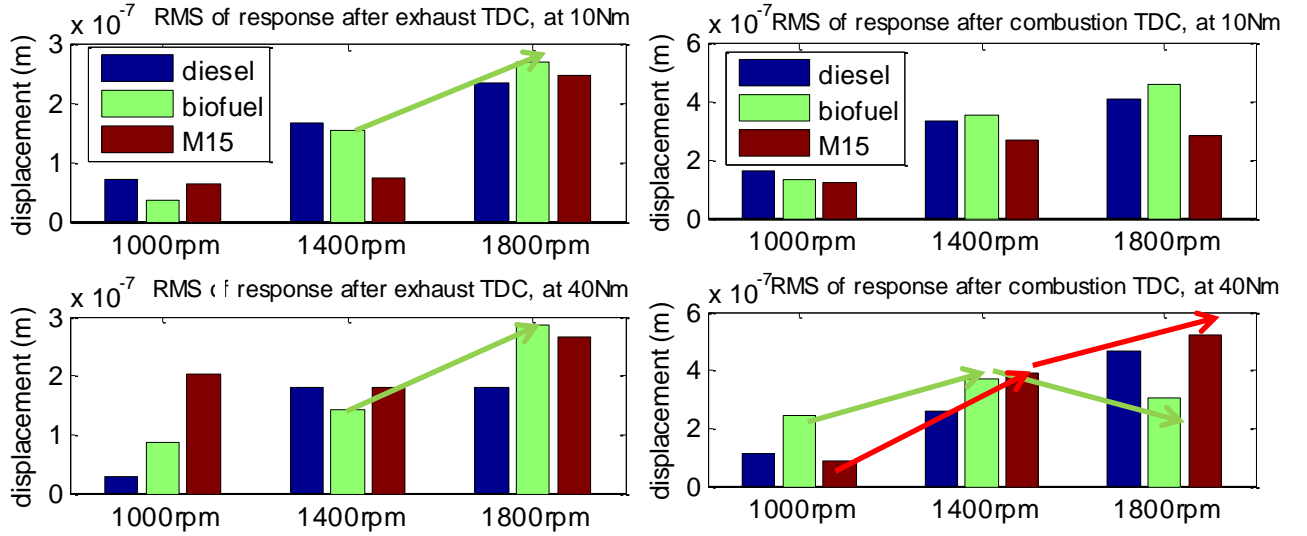 x 10-7 RMS of response after exhaust TDC, at 10Nm
displacement (m)
3
2
1
0
diesel
biofuel
M15
1000rpm 1400rpm 1800rpm
x 10-7 RMS of response after combustion TDC, at 10Nm
displacement (m)
6
4
2
0
diesel
biofuel
M15
1000rpm 1400rpm 1800rpm
x 10-7 RMS of response after exhaust TDC, at 40Nm
displacement (m)
3
2
1
0
1000rpm 1400rpm 1800rpm
x 10-7 RMS of response after combustion TDC, at 40Nm
displacement (m)
6
4
2
0
1000rpm 1400rpm 1800rpm